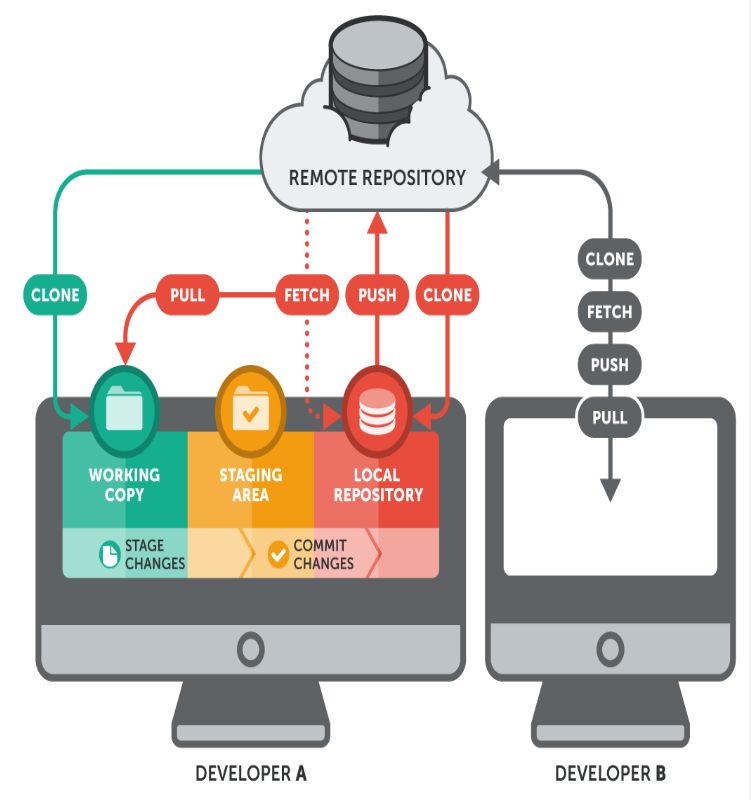 REMOTE REPOSITORY
CLONE
PULL
FETCH
PUSH
CLONE
CLONE
FETCH
PUSH
PULL
WORKING
COPY
STAGING
AREA
LOCAL
REPOSITORY
STAGE
CHANGES
COMMIT
CHANGES
DEVELOPER A
DEVELOPER B